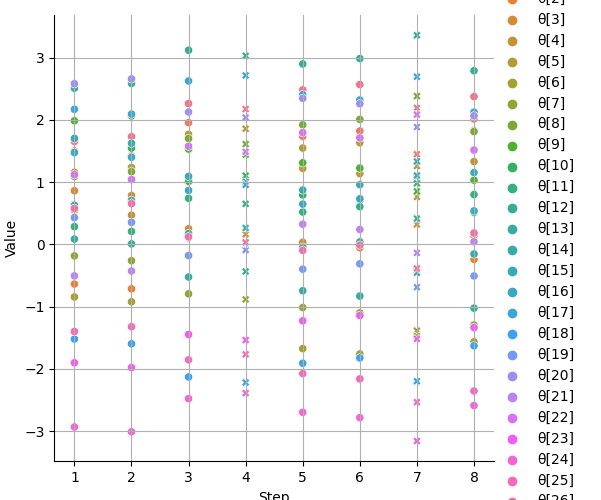 Value
3
2
1
0
−1
−2
−3
1 2 3 4 5 6 7 8
Step
θ[2]
θ[3]
θ[4]
θ[5]
θ[6]
θ[7]
θ[8]
θ[9]
θ[10]
θ[11]
θ[12]
θ[13]
θ[14]
θ[15]
θ[16]
θ[17]
θ[18]
θ[19]
θ[20]
θ[21]
θ[22]
θ[23]
θ[24]
θ[25]
θ[26]